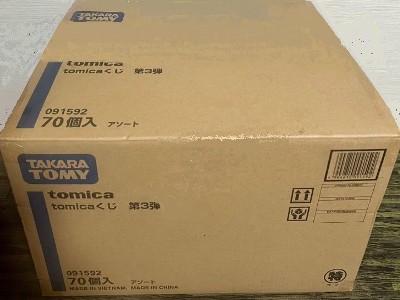 TAKARA
TOMY
tomica
tomicaくじ 第3弾
091592
70個入 アソート
TAKARA
TOMY
tomica
tomicaくじ 第3弾
091592
70個入 アソート
MADE IN VIETNAM, MADE IN CHINA
特